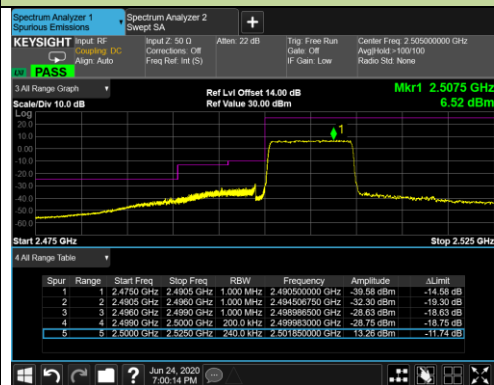 Spectrum Analyzer 1
Spurious Emissions
Spectrum Analyzer 2
Swept SA
KEYSIGHT
Input: RF
Coupling: DC
Align: Auto
Input Z: 50 Ω
Corrections: Off
Freq Ref: Int (S)
Atten: 22 dB
Trig: Free Run
Gate: Off
IF Gain: Low
Center Freq: 2.505000000 GHz
Avg|Hold:>100/100
Radio Std: None
PASS
3 All Range Graph
Scale/Div 10.0 dB
Ref Lvl Offset 14.00 dB
Ref Value 30.00 dBm
Mkr1 2.5075 GHz
6.52 dBm
Log
20.0
10.0
0.00
-10.0
-20.0
-30.0
-40.0
-50.0
-60.0
1
Start 2.475 GHz
Stop 2.525 GHz
4 All Range Table
Spur Range Start Freq Stop Freq RBW Frequency Amplitude ΔLimit
1 1 2.4750 GHz 2.4905 GHz 1.000 MHz 2.490500000 GHz -39.58 dBm -14.58 dB
2 2 2.4905 GHz 2.4960 GHz 1.000 MHz 2.494506750 GHz -32.30 dBm -19.30 dB
3 3 2.4960 GHz 2.4990 GHz 1.000 MHz 2.498986500 GHz -28.63 dBm -18.63 dB
4 4 2.4990 GHz 2.5000 GHz 200.0 kHz 2.499983000 GHz -28.75 dBm -18.75 dB
5 5 2.5000 GHz 2.5250 GHz 240.0 kHz 2.501850000 GHz 13.26 dBm -11.74 dB
Jun 24, 2020
7:00:14 PM